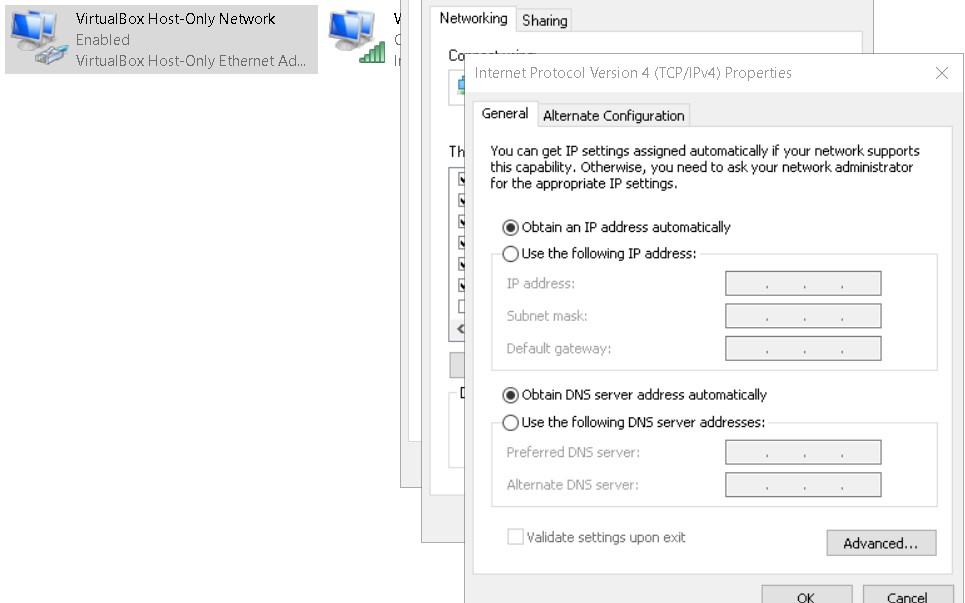 VirtualBox Host-Only Network
Enabled
VirtualBox Host-Only Ethernet Ad...
Networking
Sharing
Internet Protocol Version 4 (TCP/IPv4) Properties
General
Alternate Configuration
You can get IP settings assigned automatically if your network supports
this capability. Otherwise, you need to ask your network administrator
for the appropriate IP settings.
Obtain an IP address automatically
Use the following IP address:
IP address:
Subnet mask:
Default gateway:
Obtain DNS server address automatically
Use the following DNS server addresses:
Preferred DNS server:
Alternate DNS server:
Validate settings upon exit
Advanced...
OK
Cancel